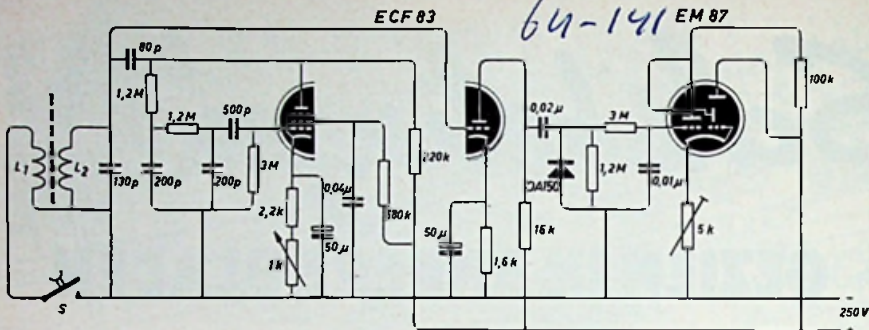 ECF 83
64-141
EM 87
80p
1,2M
1,2M
500p
0,02µ
3M
100k
L1
L2
130p
200p
200p
3M
0,04µ
220k
OA150
1,2M
0,01µ
2,2k
680k
50µ
1k
50µ
16k
1,6k
5k
S
250V